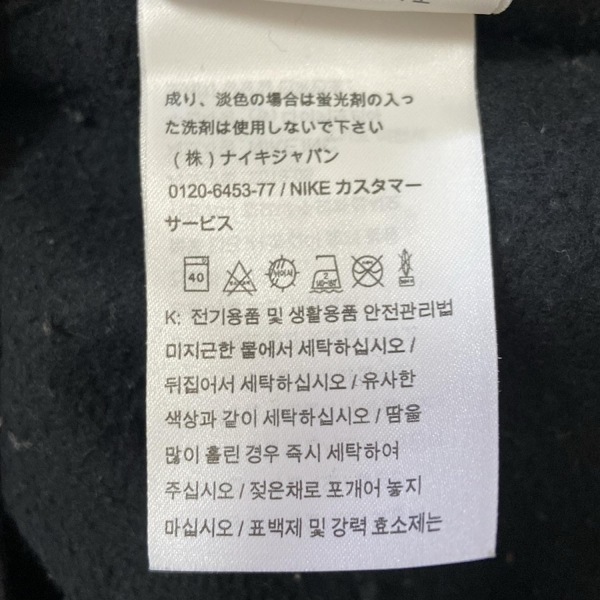 成り、淡色の場合は蛍光剤の入っ
た洗剤は使用しないで下さい
（株）ナイキジャパン
0120-6453-77 / NIKE カスタマー
サービス
40
K: 전기용품 및 생활용품 안전관리법
미지근한 물에서 세탁하십시오 /
뒤집어서 세탁하십시오 / 유사한
색상과 같이 세탁하십시오 / 땀을
많이 흘린 경우 즉시 세탁하여
주십시오 / 젖은채로 포개어 놓지
마십시오 / 표백제 및 강력 효소제는